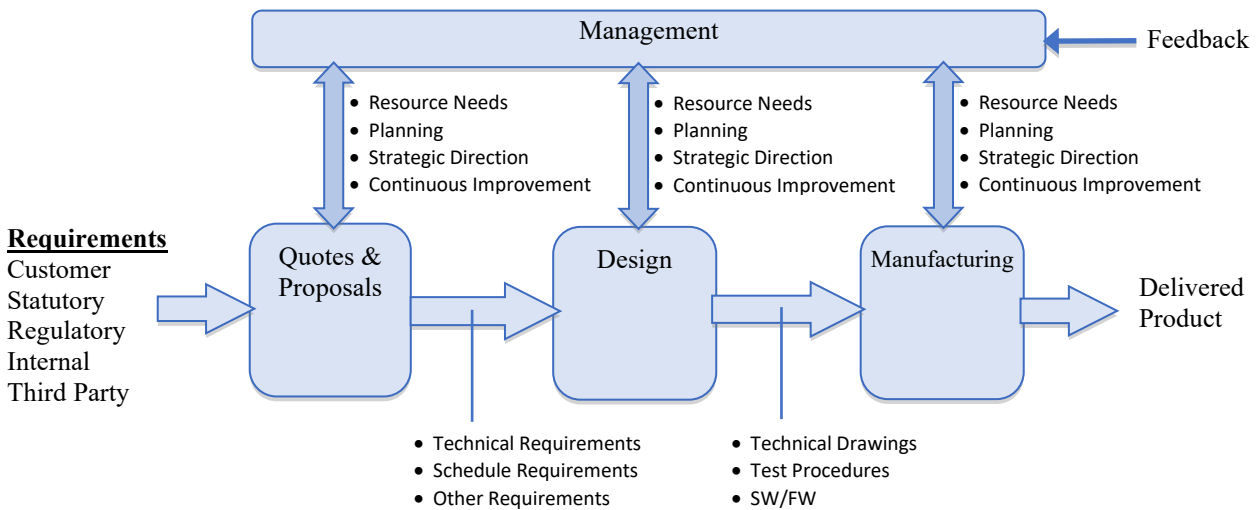 Management
Feedback
• Resource Needs
• Planning
• Strategic Direction
• Continuous Improvement
• Resource Needs
• Planning
• Strategic Direction
• Continuous Improvement
• Resource Needs
• Planning
• Strategic Direction
• Continuous Improvement
Requirements
Customer
Statutory
Regulatory
Internal
Third Party
Quotes &
Proposals
Design
Manufacturing
Delivered
Product
• Technical Requirements
• Schedule Requirements
• Other Requirements
• Technical Drawings
• Test Procedures
• SW/FW